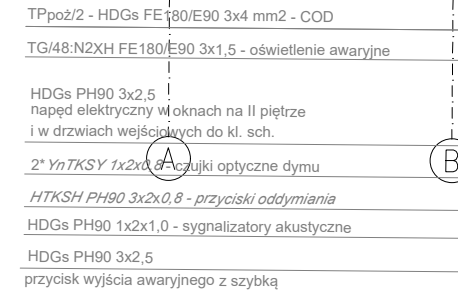 TPpoż/2 - HDGs FE180/E90 3x4 mm2 - COD
TG/48:N2XH FE180/E90 3x1,5 - oświetlenie awaryjne
HDGs PH90 3x2,5
napęd elektryczny w oknach na II piętrze
i w drzwiach wejściowych do kl. sch.
2* YnTKSY 1x2x0,8 - czujki optyczne dymu
A
B
HTKSH PH90 3x2x0,8 - przyciski oddymiania
HDGs PH90 1x2x1,0 - sygnalizatory akustyczne
HDGs PH90 3x2,5
przycisk wyjścia awaryjnego z szybką